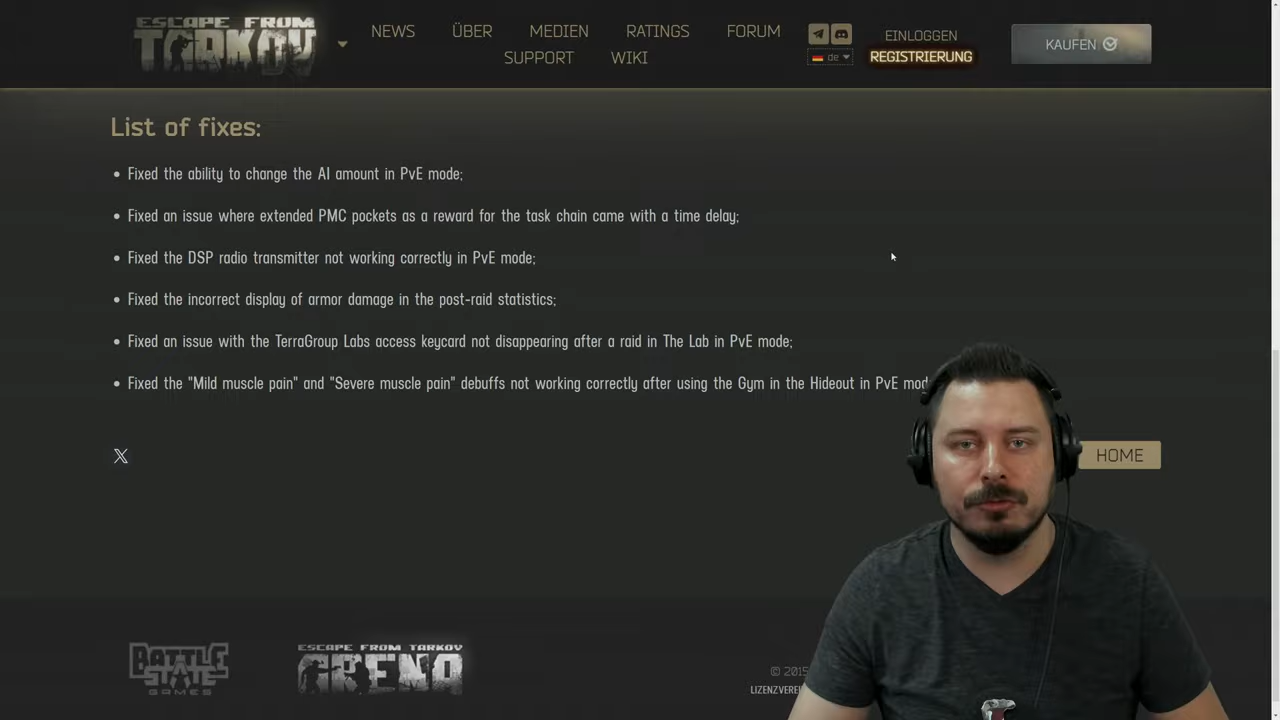 ESCAPE FROM
TARKOV
NEWS
ÜBER
MEDIEN
RATINGS
FORUM
SUPPORT
WIKI
de
EINLOGGEN
REGISTRIERUNG
KAUFEN
List of fixes:
Fixed the ability to change the AI amount in PvE mode;
Fixed an issue where extended PMC pockets as a reward for the task chain came with a time delay;
Fixed the DSP radio transmitter not working correctly in PvE mode;
Fixed the incorrect display of armor damage in the post-raid statistics;
Fixed an issue with the TerraGroup Labs access keycard not disappearing after a raid in The Lab in PvE mode;
Fixed the "Mild muscle pain" and "Severe muscle pain" debuffs not working correctly after using the Gym in the Hideout in PvE mod
HOME
BATTLE
STATE
GAMES
ESCAPE FROM TARKOV
ARENA
© 2015